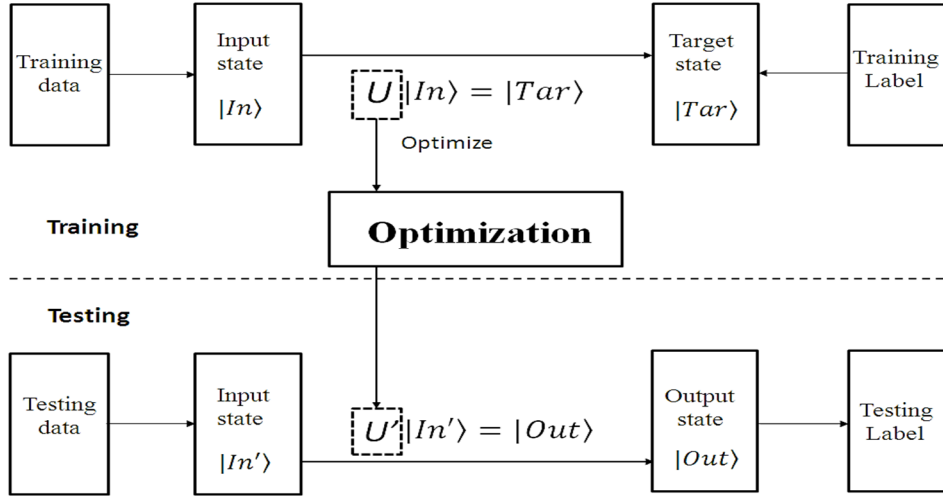 Training
data
Input
state
|In⟩
U|In⟩ = |Tar⟩
Target
state
|Tar⟩
Training
Label
Optimize
Training
Optimization
Testing
Testing
data
Input
state
|In'⟩
U'|In'⟩ = |Out⟩
Output
state
|Out⟩
Testing
Label